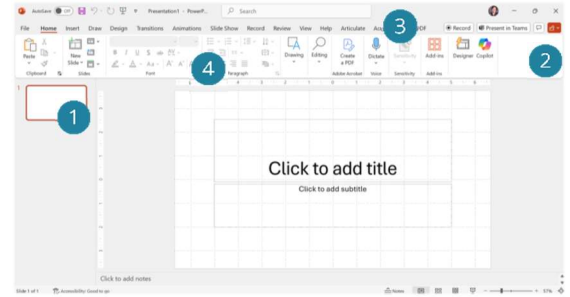 AutoSave Off Presentation1 - PowerP... Search
File Home Insert Draw Design Transitions Animations Slide Show Record Review View Help Articulate Record Present in Teams
3
Paste New Slide B I U S ab Aa Drawing Editing Create a PDF Dictate Sensitivity Add-ins Designer Copilot
2
4
Clipboard Slides Font Paragraph Adobe Acrobat Voice Sensitivity Add-ins
1
1
Click to add title
Click to add subtitle
Click to add notes
Slide 1 of 1 Accessibility: Good to go Notes 57%